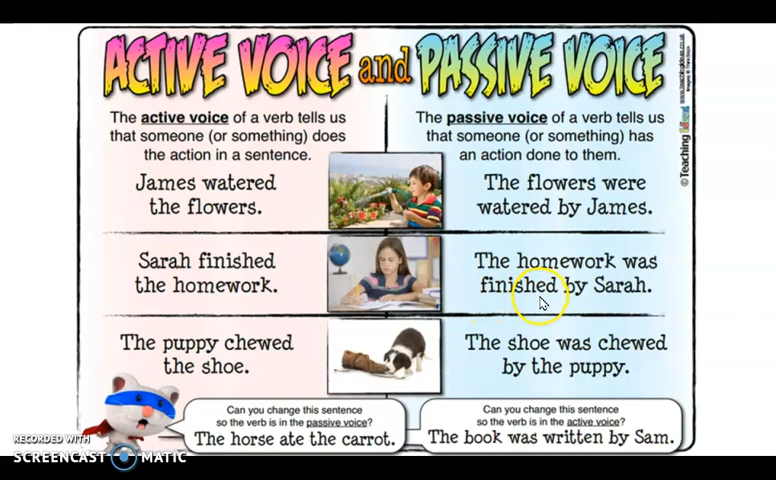 ACTIVE VOICE and PASSIVE VOICE
The active voice of a verb tells us
that someone (or something) does
the action in a sentence.
The passive voice of a verb tells us
that someone (or something) has
an action done to them.
James watered
the flowers.
The flowers were
watered by James.
Sarah finished
the homework.
The homework was
finished by Sarah.
The puppy chewed
the shoe.
The shoe was chewed
by the puppy.
Can you change this sentence
so the verb is in the passive voice?
The horse ate the carrot.
Can you change this sentence
so the verb is in the active voice?
The book was written by Sam.
© Teaching Ideas
www.teachingideas.co.uk
RECORDED WITH
SCREENCAST MATIC